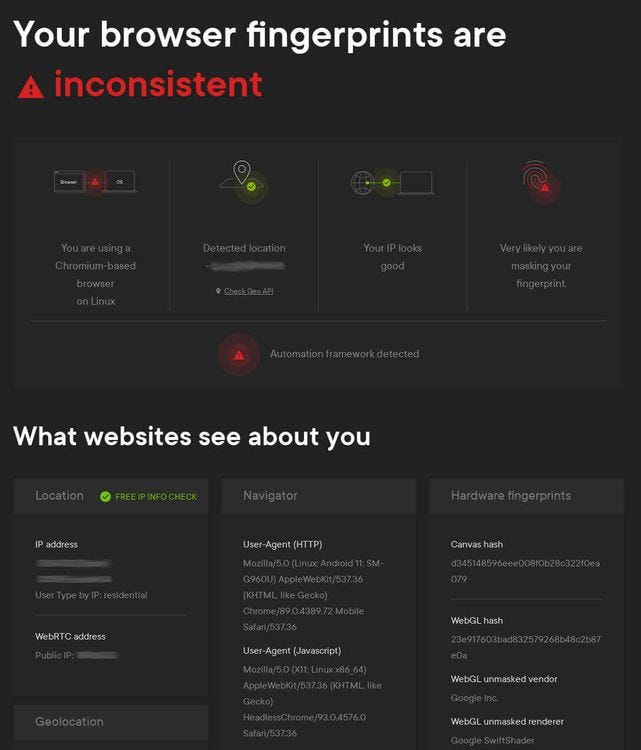 Your browser fingerprints are
inconsistent
Browser
OS
You are using a
Chromium-based
browser
on Linux
Detected location
-
Check Geo API
Your IP looks
good
Very likely you are
masking your
fingerprint.
Automation framework detected
What websites see about you
Location
FREE IP INFO CHECK
IP address
User Type by IP: residential
WebRTC address
Public IP:
Geolocation
Navigator
User-Agent (HTTP)
Mozilla/5.0 (Linux; Android 11; SM-
G960U) AppleWebKit/537.36
(KHTML, like Gecko)
Chrome/89.0.4389.72 Mobile
Safari/537.36
User-Agent (Javascript)
Mozilla/5.0 (X11; Linux x86_64)
AppleWebKit/537.36 (KHTML, like
Gecko)
HeadlessChrome/93.0.4576.0
Safari/537.36
Hardware fingerprints
Canvas hash
d345148596eee008f0b28c322f0ea
079
WebGL hash
23e917603bad832579268b48c2b87
e0a
WebGL unmasked vendor
Google Inc.
WebGL unmasked renderer
Google SwiftShader